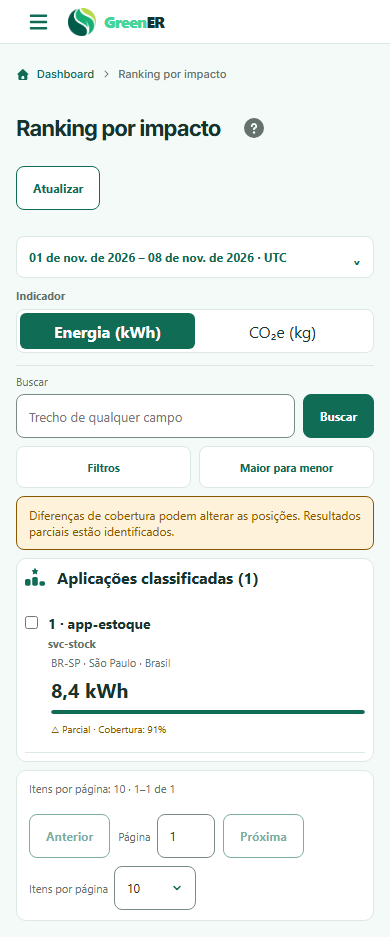 GreenER
Dashboard > Ranking por impacto
Ranking por impacto ?
Atualizar
01 de nov. de 2026 – 08 de nov. de 2026 · UTC
Indicador
Energia (kWh) CO₂e (kg)
Buscar
Trecho de qualquer campo Buscar
Filtros Maior para menor
Diferenças de cobertura podem alterar as posições. Resultados
parciais estão identificados.
Aplicações classificadas (1)
1 · app-estoque
svc-stock
BR-SP · São Paulo · Brasil
8,4 kWh
△ Parcial · Cobertura: 91%
Itens por página: 10 · 1–1 de 1
Anterior Página 1 Próxima
Itens por página 10